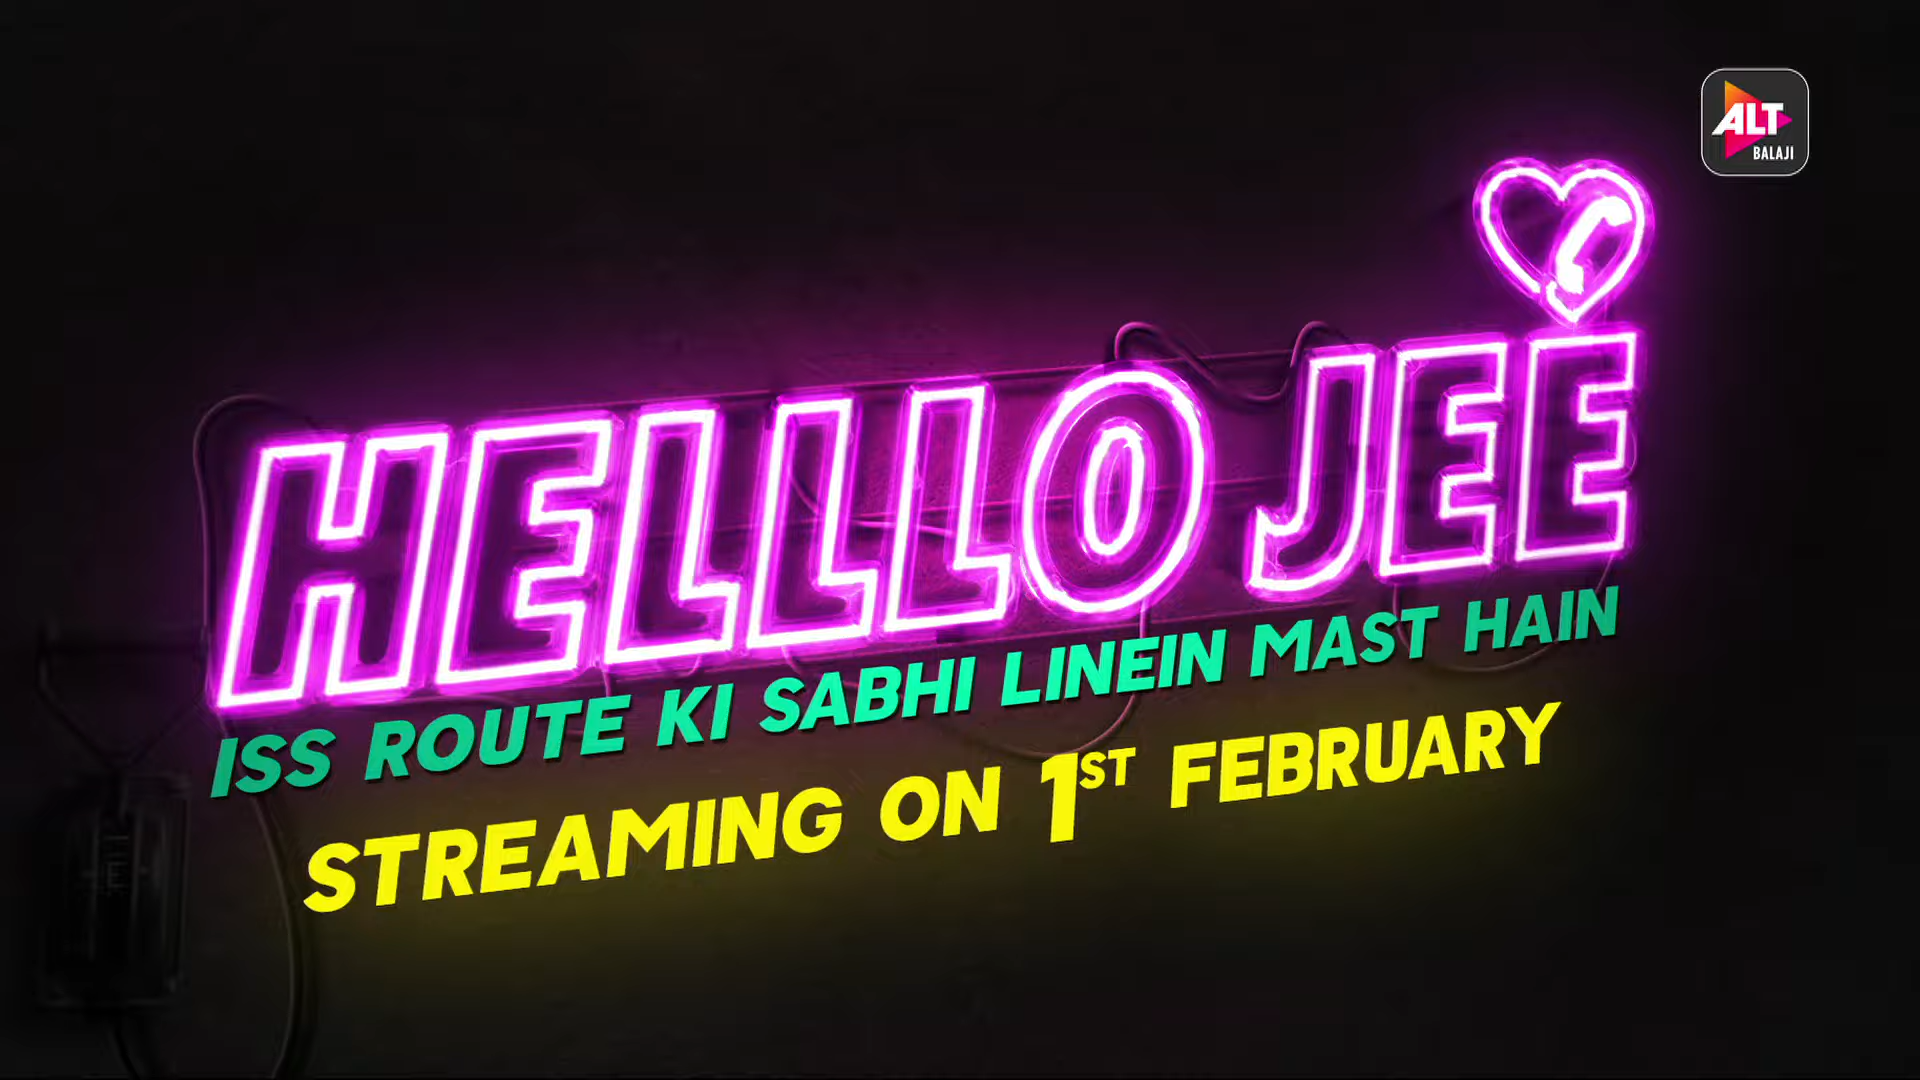 ALT
BALAJI
HELLLO JEE
ISS ROUTE KI SABHI LINEIN MAST HAIN
STREAMING ON 1ST FEBRUARY